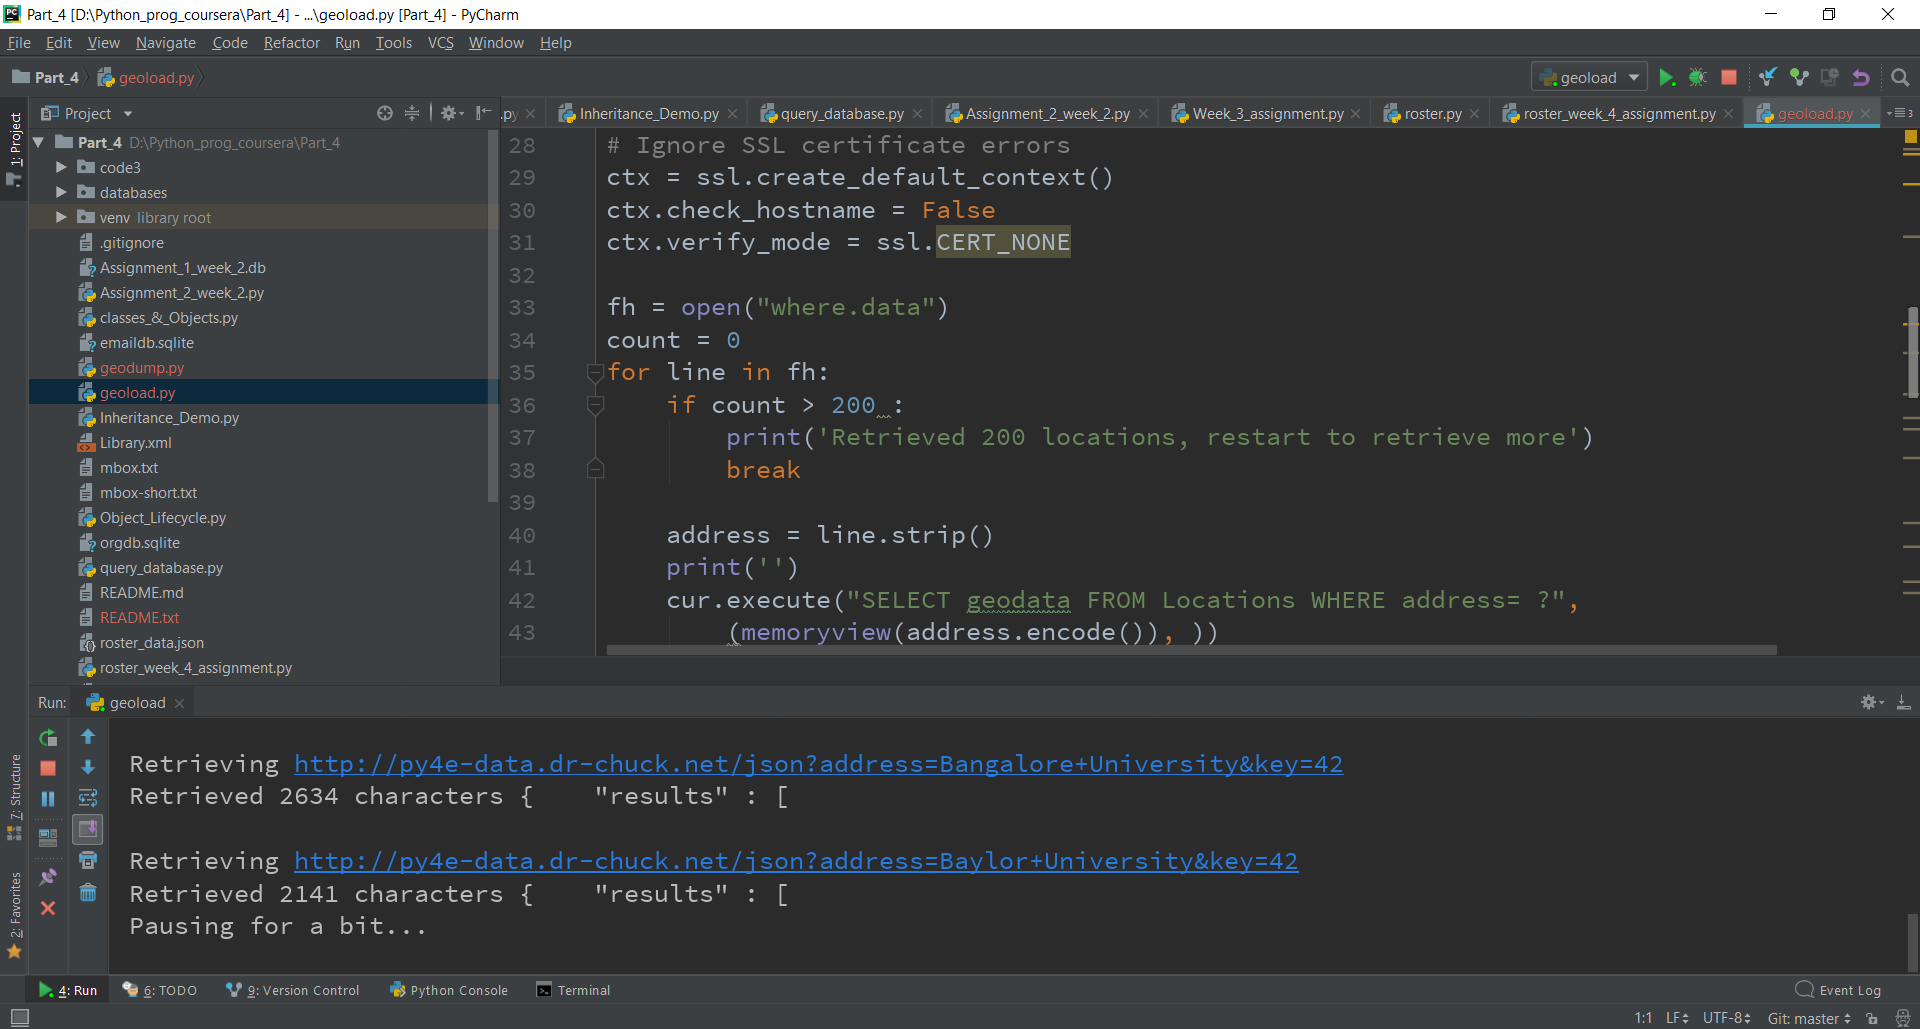 Part_4 [D:\Python_prog_coursera\Part_4] - ...\geoload.py [Part_4] - PyCharm
File Edit View Navigate Code Refactor Run Tools VCS Window Help
Part_4 geoload.py geoload
Project .py Inheritance_Demo.py query_database.py Assignment_2_week_2.py Week_3_assignment.py roster.py roster_week_4_assignment.py geoload.py 3
1: Project
Part_4 D:\Python_prog_coursera\Part_4
code3
databases
venv library root
.gitignore
Assignment_1_week_2.db
Assignment_2_week_2.py
classes_&_Objects.py
emaildb.sqlite
geodump.py
geoload.py
Inheritance_Demo.py
Library.xml
mbox.txt
mbox-short.txt
Object_Lifecycle.py
orgdb.sqlite
query_database.py
README.md
README.txt
roster_data.json
roster_week_4_assignment.py
28 # Ignore SSL certificate errors
29 ctx = ssl.create_default_context()
30 ctx.check_hostname = False
31 ctx.verify_mode = ssl.CERT_NONE
32
33 fh = open("where.data")
34 count = 0
35 for line in fh:
36 if count > 200 :
37 print('Retrieved 200 locations, restart to retrieve more')
38 break
39
40 address = line.strip()
41 print('')
42 cur.execute("SELECT geodata FROM Locations WHERE address= ?",
43 (memoryview(address.encode()), ))
Run: geoload
Retrieving http://py4e-data.dr-chuck.net/json?address=Bangalore+University&key=42
Retrieved 2634 characters {    "results" : [
Retrieving http://py4e-data.dr-chuck.net/json?address=Baylor+University&key=42
Retrieved 2141 characters {    "results" : [
Pausing for a bit...
7: Structure
2: Favorites
4: Run 6: TODO 9: Version Control Python Console Terminal Event Log
1:1 LF UTF-8 Git: master